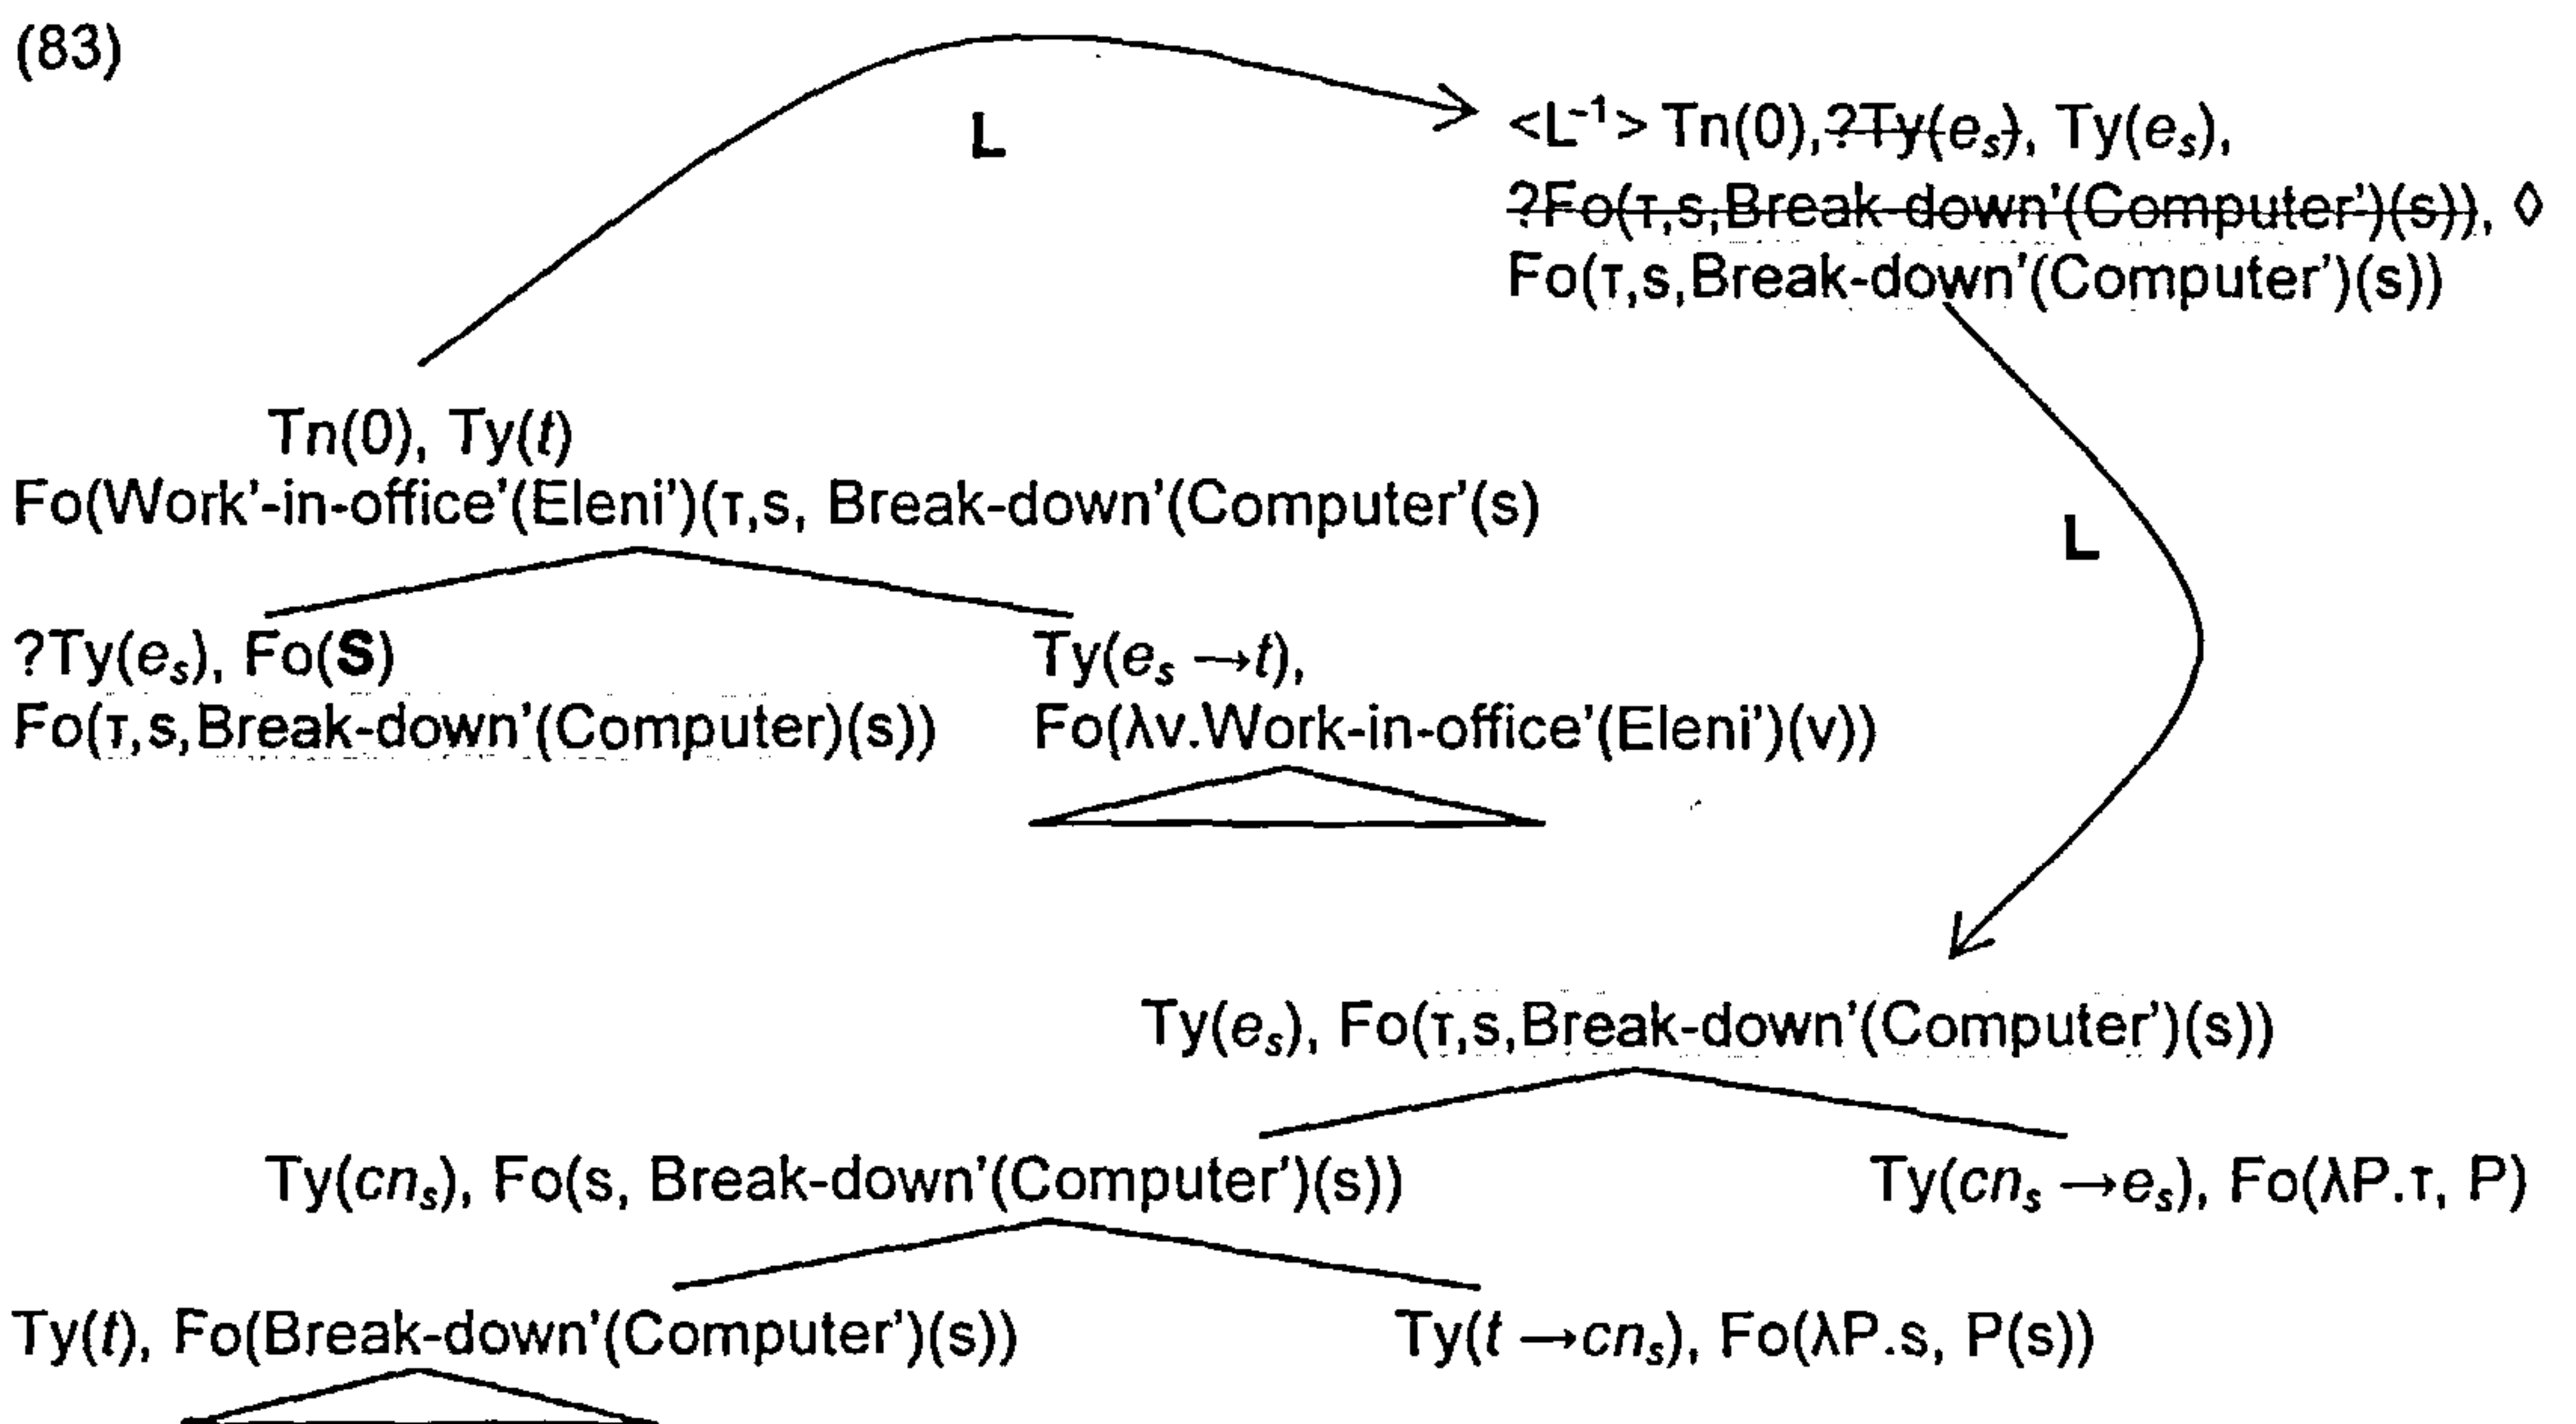 (83)
L
<L⁻¹> Tn(0),?Ty(eₛ), Ty(eₛ),
?Fo(τ,s,Break-down'(Computer')(s)), ◊
Fo(τ,s,Break-down'(Computer')(s))
Tn(0), Ty(t)
Fo(Work'-in-office'(Eleni')(τ,s, Break-down'(Computer'(s)
L
?Ty(eₛ), Fo(S)
Ty(eₛ →t),
Fo(τ,s,Break-down'(Computer)(s))
Fo(λv.Work-in-office'(Eleni')(v))
Ty(eₛ), Fo(τ,s,Break-down'(Computer')(s))
Ty(cnₛ), Fo(s, Break-down'(Computer')(s))
Ty(cnₛ →eₛ), Fo(λP.τ, P)
Ty(t), Fo(Break-down'(Computer')(s))
Ty(t →cnₛ), Fo(λP.s, P(s))